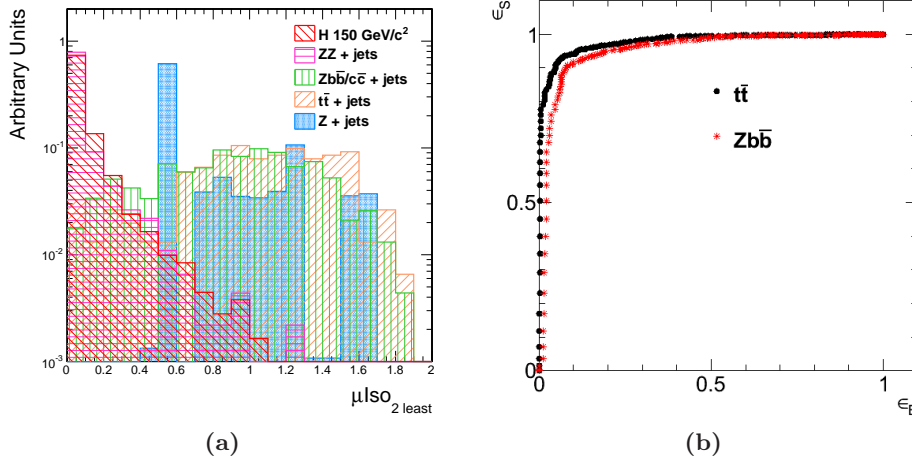 Arbitrary Units
1
10⁻¹
10⁻²
10⁻³
0 0.2 0.4 0.6 0.8 1 1.2 1.4 1.6 1.8 2
μIso2 least
H 150 GeV/c²
ZZ + jets
Zbb̅/cc̅ + jets
tt̅ + jets
Z + jets
(a)
∈S
1
0.5
0
0 0.5 1
∈B
tt̅
Zbb̅
(b)